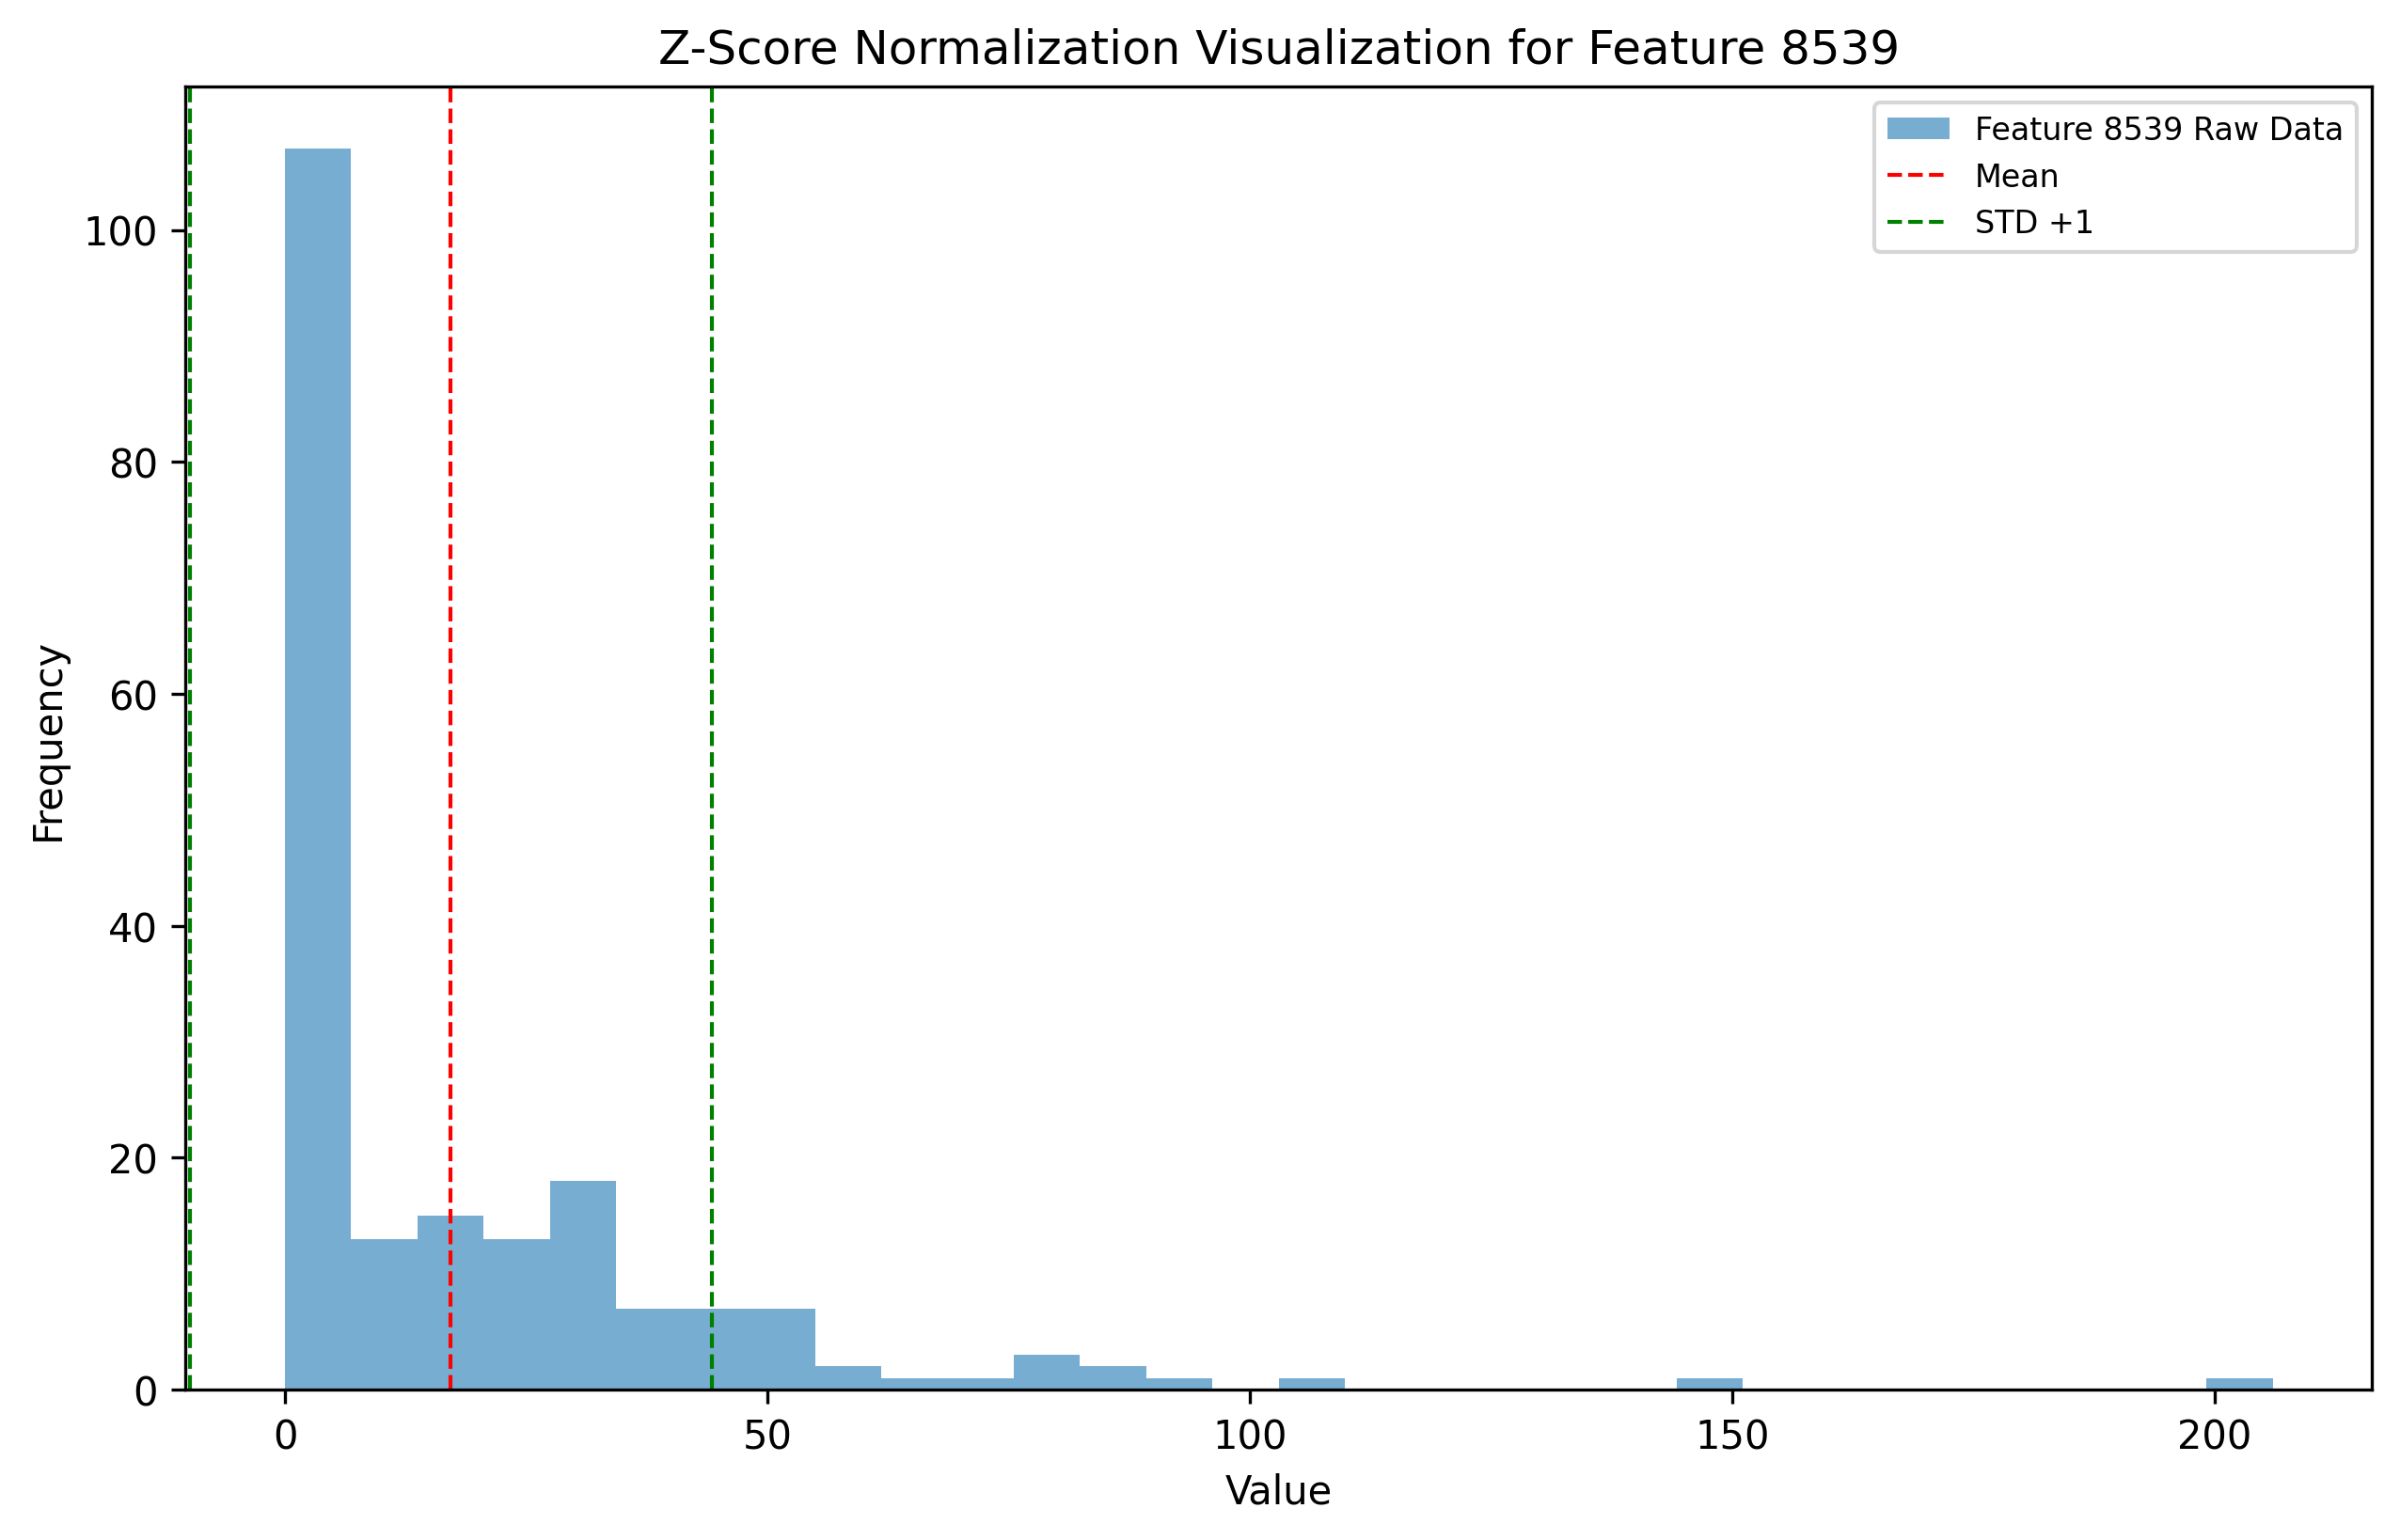 Z-Score Normalization Visualization for Feature 8539
Feature 8539 Raw Data
Mean
STD +1
Frequency
100
80
60
40
20
0
0 50 100 150 200
Value